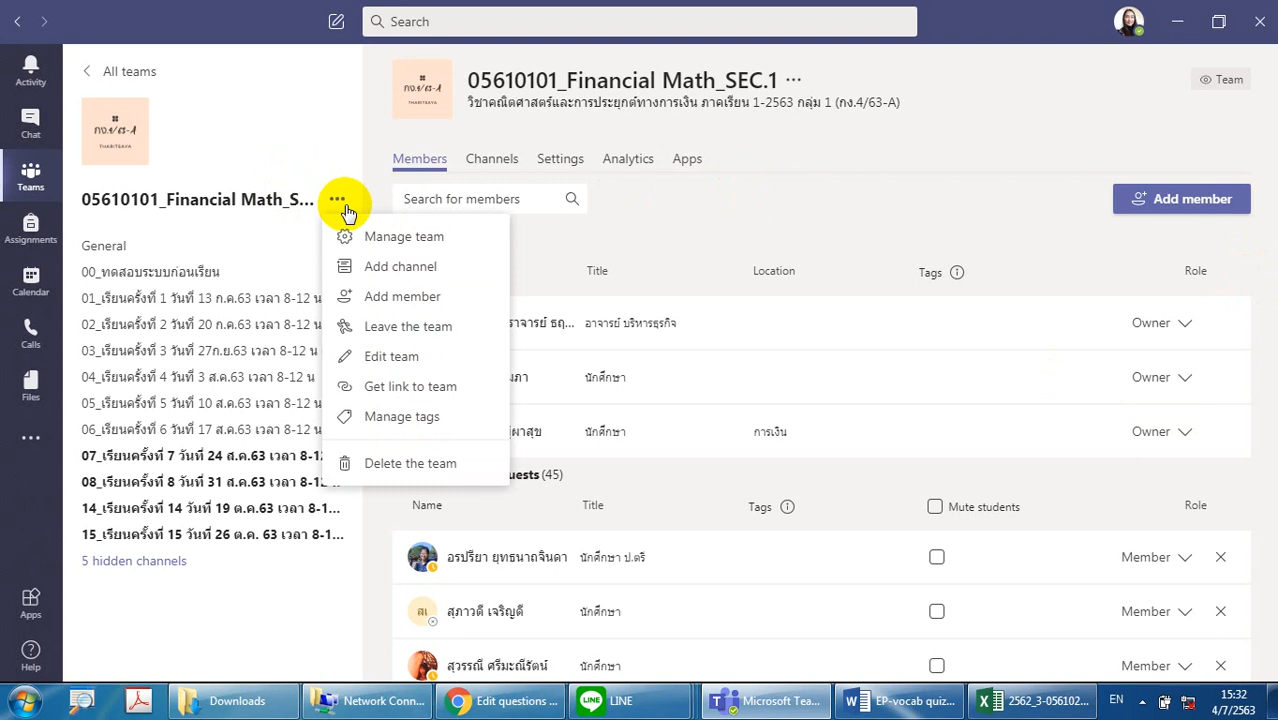 Search
Activity
Chat
Teams
Assignments
Calendar
Calls
Files
Apps
Help
All teams
กง.4/63-A
THARITSAYA
05610101_Financial Math_S...
General
00_ทดสอบระบบก่อนเรียน
01_เรียนครั้งที่ 1 วันที่ 13 ก.ค.63 เวลา 8-12 น
02_เรียนครั้งที่ 2 วันที่ 20 ก.ค.63 เวลา 8-12 น
03_เรียนครั้งที่ 3 วันที่ 27ก.ย.63 เวลา 8-12 น
04_เรียนครั้งที่ 4 วันที่ 3 ส.ค.63 เวลา 8-12 น
05_เรียนครั้งที่ 5 วันที่ 10 ส.ค.63 เวลา 8-12 น
06_เรียนครั้งที่ 6 วันที่ 17 ส.ค.63 เวลา 8-12 น
07_เรียนครั้งที่ 7 วันที่ 24 ส.ค.63 เวลา 8-12
08_เรียนครั้งที่ 8 วันที่ 31 ส.ค.63 เวลา 8-12
14_เรียนครั้งที่ 14 วันที่ 19 ต.ค.63 เวลา 8-1...
15_เรียนครั้งที่ 15 วันที่ 26 ต.ค. 63 เวลา 8-1...
5 hidden channels
Manage team
Add channel
Add member
Leave the team
Edit team
Get link to team
Manage tags
Delete the team
กง.4/63-A
THARITSAYA
05610101_Financial Math_SEC.1 ...
วิชาคณิตศาสตร์และการประยุกต์ทางการเงิน ภาคเรียน 1-2563 กลุ่ม 1 (กง.4/63-A)
Team
Members Channels Settings Analytics Apps
Search for members
Add member
Title Location Tags Role
อาจารย์ บริหารธุรกิจ Owner
นักศึกษา Owner
นักศึกษา การเงิน Owner
(45)
Name Title Tags Mute students Role
อรปรียา ยุทธนาถจินดา นักศึกษา ป.ตรี Member
สเ สุภาวดี เจริญดี นักศึกษา Member
สุวรรณี ศรีมะณีรัตน์ นักศึกษา Member
Downloads
Network Conn...
Edit questions ...
LINE
Microsoft Tea...
EP-vocab quiz...
2562_3-056102...
EN
15:32
4/7/2563